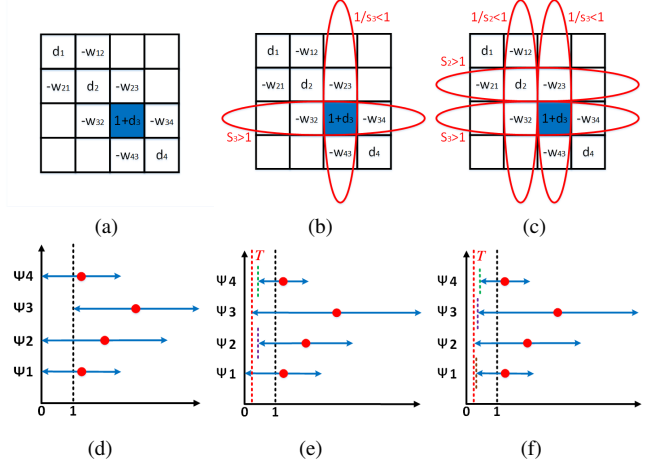 1/s₃<1
1/s₂<1 1/s₃<1
d₁ -w₁₂
-w₂₁ d₂ -w₂₃
-w₃₂ 1+d₃ -w₃₄
-w₄₃ d₄
d₁ -w₁₂
-w₂₁ d₂ -w₂₃
-w₃₂ 1+d₃ -w₃₄
-w₄₃ d₄
S₃>1
d₁ -w₁₂
-w₂₁ d₂ -w₂₃
-w₃₂ 1+d₃ -w₃₄
-w₄₃ d₄
S₂>1
S₃>1
(a) (b) (c)
Ψ4
Ψ3
Ψ2
Ψ1
0 1
T
Ψ4
Ψ3
Ψ2
Ψ1
0 1
T
Ψ4
Ψ3
Ψ2
Ψ1
0 1
(d) (e) (f)